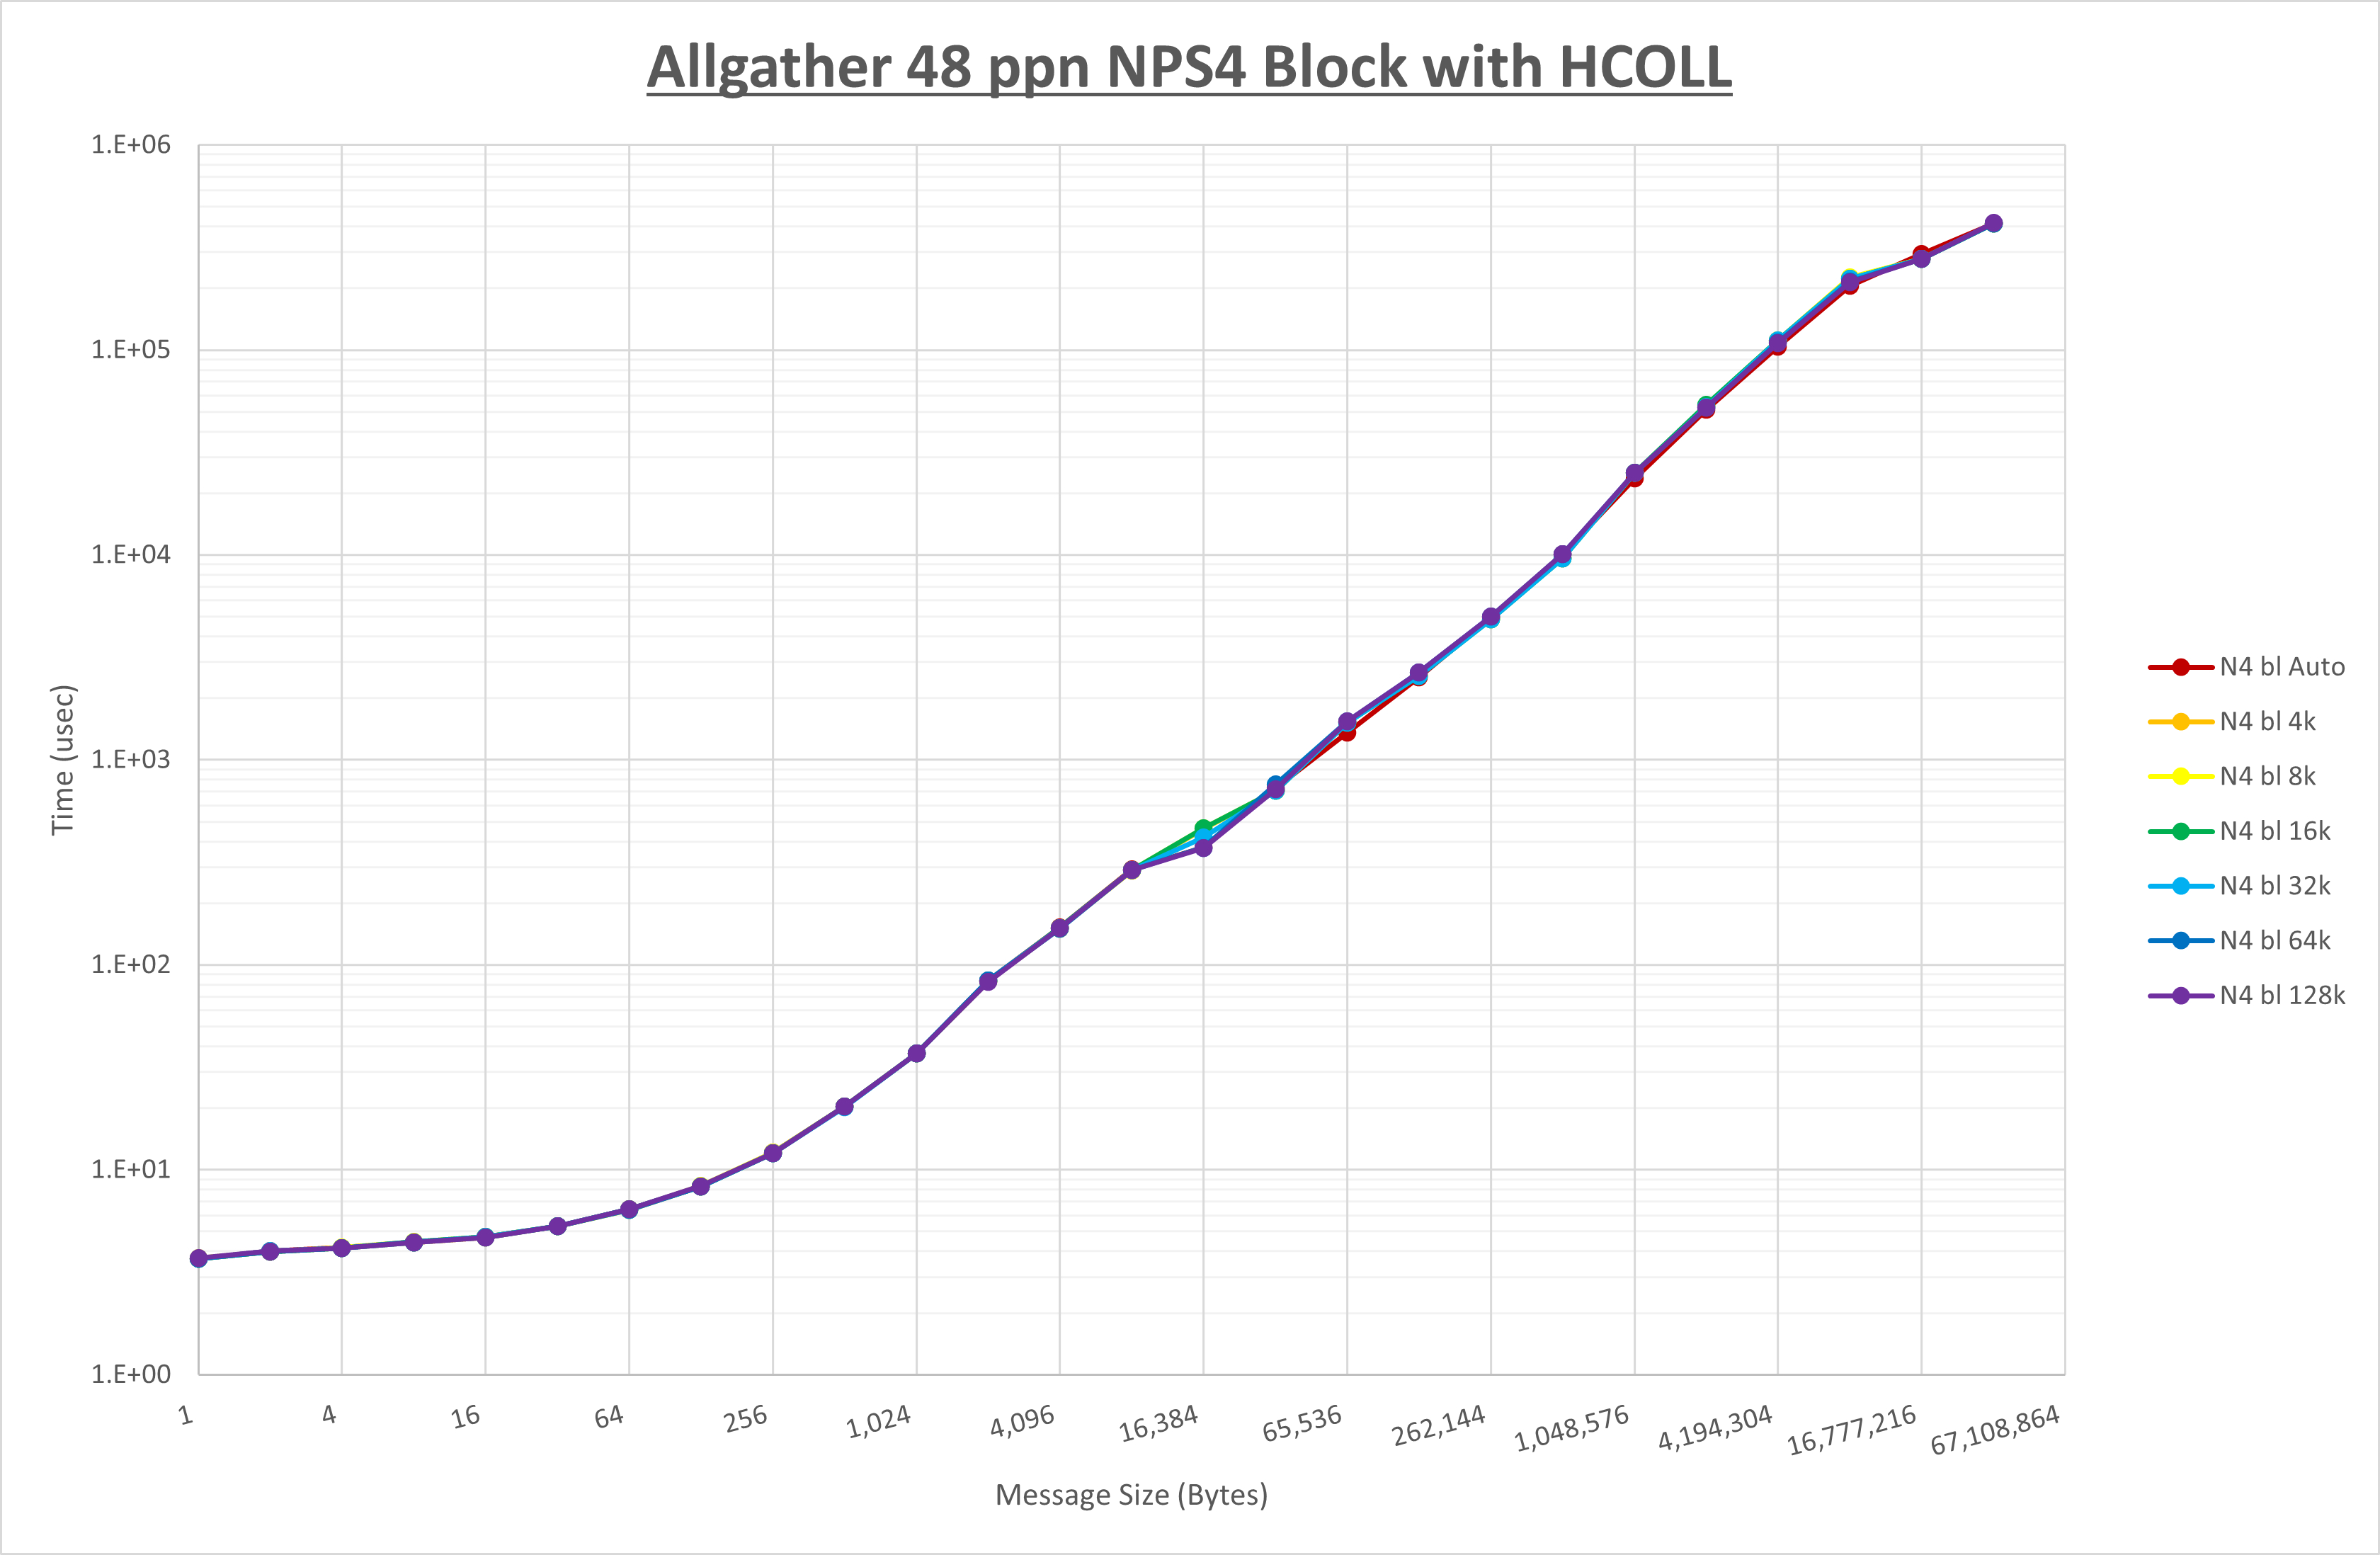 Allgather 48 ppn NPS4 Block with HCOLL
1.E+06
1.E+05
1.E+04
1.E+03
1.E+02
1.E+01
1.E+00
Time (usec)
1
4
16
64
256
1,024
4,096
16,384
65,536
262,144
1,048,576
4,194,304
16,777,216
67,108,864
Message Size (Bytes)
N4 bl Auto
N4 bl 4k
N4 bl 8k
N4 bl 16k
N4 bl 32k
N4 bl 64k
N4 bl 128k